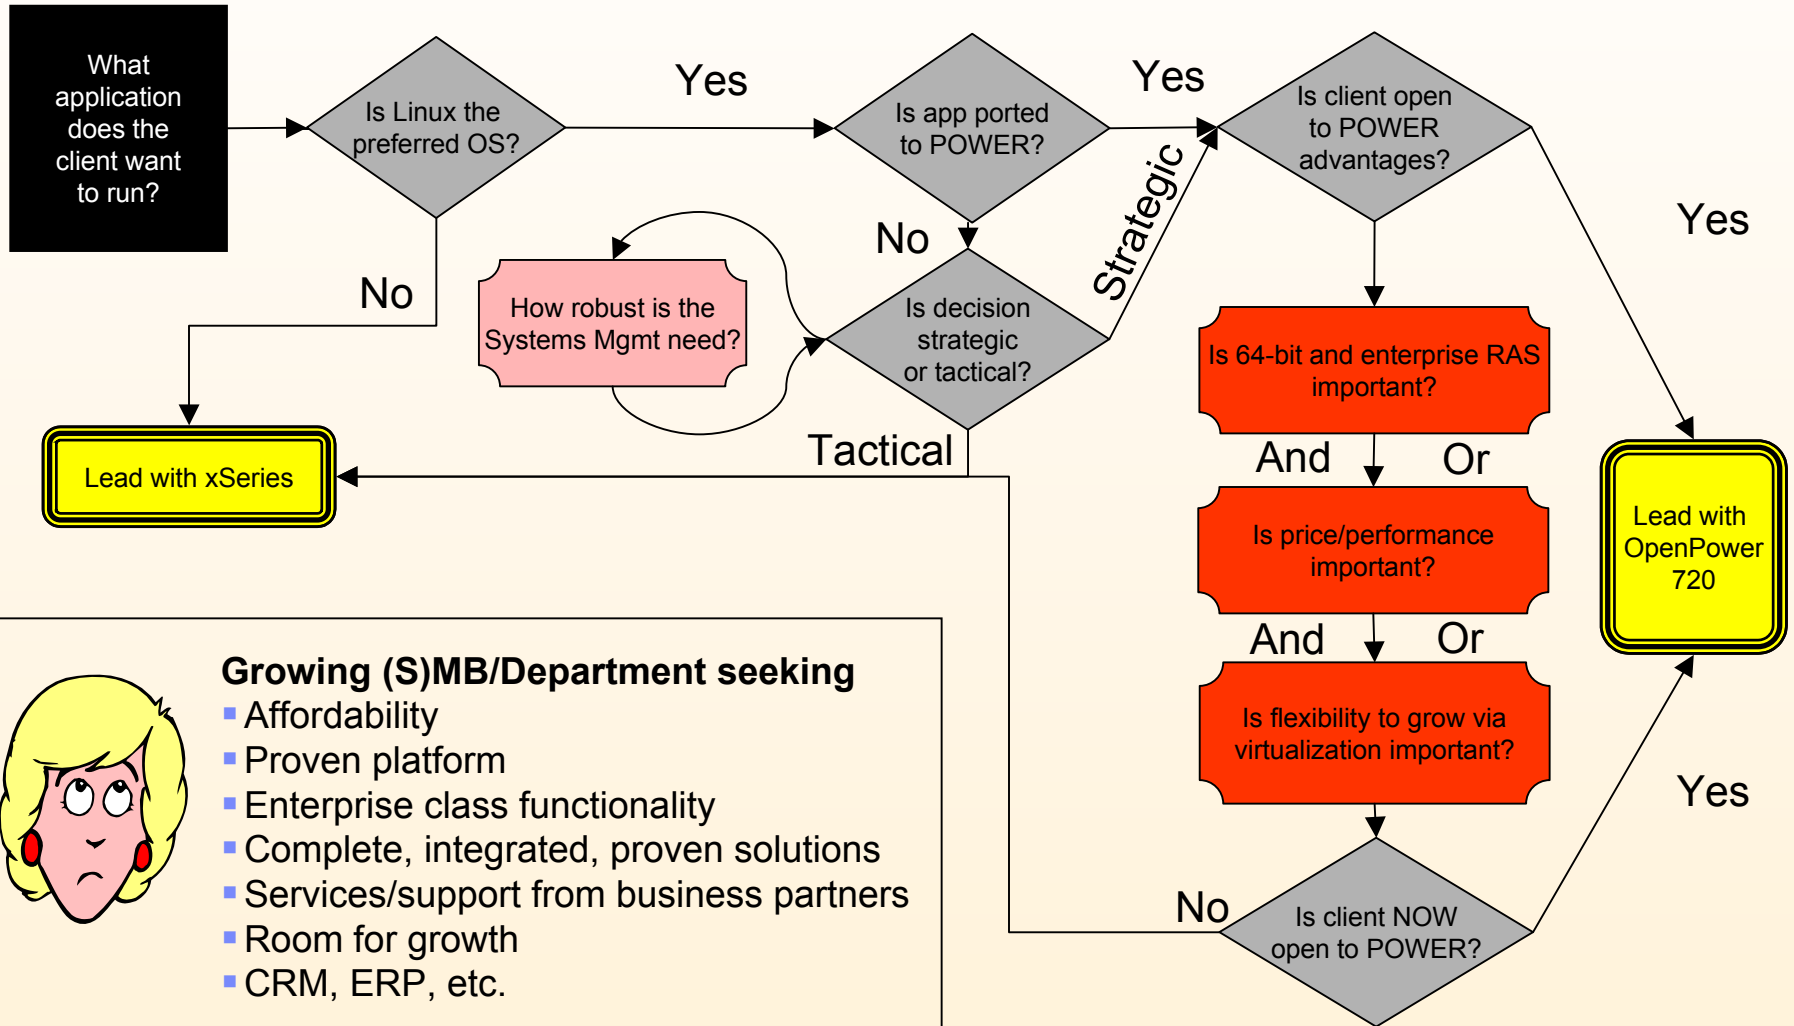 What
application
does the
client want
to run?
Is Linux the
preferred OS?
Yes
Is app ported
to POWER?
Yes
Is client open
to POWER
advantages?
Yes
No
No
Strategic
How robust is the
Systems Mgmt need?
Is decision
strategic
or tactical?
Is 64-bit and enterprise RAS
important?
Tactical
And
Or
Lead with xSeries
Is price/performance
important?
Lead with
OpenPower
720
And
Or
Is flexibility to grow via
virtualization important?
Yes
No
Is client NOW
open to POWER?
Growing (S)MB/Department seeking
▪ Affordability
▪ Proven platform
▪ Enterprise class functionality
▪ Complete, integrated, proven solutions
▪ Services/support from business partners
▪ Room for growth
▪ CRM, ERP, etc.